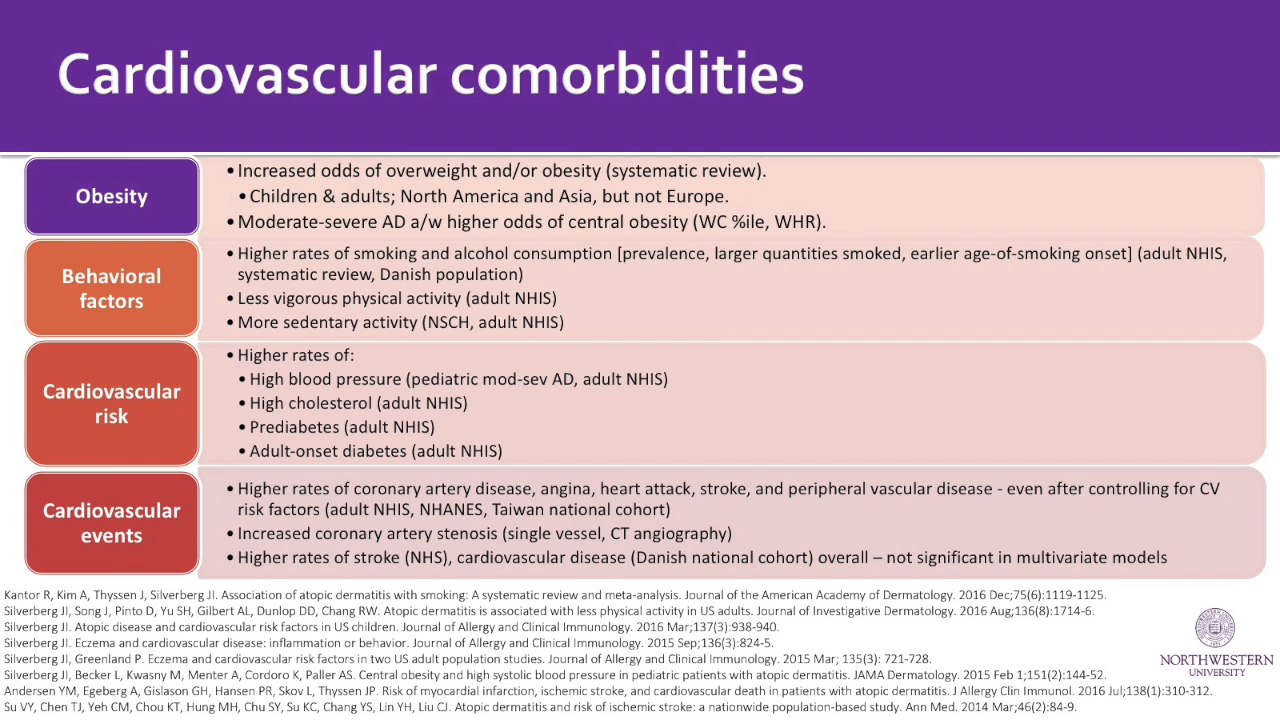 Cardiovascular comorbidities
Obesity
• Increased odds of overweight and/or obesity (systematic review).
• Children & adults; North America and Asia, but not Europe.
• Moderate-severe AD a/w higher odds of central obesity (WC %ile, WHR).
Behavioral
factors
• Higher rates of smoking and alcohol consumption [prevalence, larger quantities smoked, earlier age-of-smoking onset] (adult NHIS,
systematic review, Danish population)
• Less vigorous physical activity (adult NHIS)
• More sedentary activity (NSCH, adult NHIS)
Cardiovascular
risk
• Higher rates of:
• High blood pressure (pediatric mod-sev AD, adult NHIS)
• High cholesterol (adult NHIS)
• Prediabetes (adult NHIS)
• Adult-onset diabetes (adult NHIS)
Cardiovascular
events
• Higher rates of coronary artery disease, angina, heart attack, stroke, and peripheral vascular disease - even after controlling for CV
risk factors (adult NHIS, NHANES, Taiwan national cohort)
• Increased coronary artery stenosis (single vessel, CT angiography)
• Higher rates of stroke (NHS), cardiovascular disease (Danish national cohort) overall – not significant in multivariate models
Kantor R, Kim A, Thyssen J, Silverberg JI. Association of atopic dermatitis with smoking: A systematic review and meta-analysis. Journal of the American Academy of Dermatology. 2016 Dec;75(6):1119-1125.
Silverberg JI, Song J, Pinto D, Yu SH, Gilbert AL, Dunlop DD, Chang RW. Atopic dermatitis is associated with less physical activity in US adults. Journal of Investigative Dermatology. 2016 Aug;136(8):1714-6.
Silverberg JI. Atopic disease and cardiovascular risk factors in US children. Journal of Allergy and Clinical Immunology. 2016 Mar;137(3):938-940.
Silverberg JI. Eczema and cardiovascular disease: inflammation or behavior. Journal of Allergy and Clinical Immunology. 2015 Sep;136(3):824-5.
Silverberg JI, Greenland P. Eczema and cardiovascular risk factors in two US adult population studies. Journal of Allergy and Clinical Immunology. 2015 Mar; 135(3): 721-728.
Silverberg JI, Becker L, Kwasny M, Menter A, Cordoro K, Paller AS. Central obesity and high systolic blood pressure in pediatric patients with atopic dermatitis. JAMA Dermatology. 2015 Feb 1;151(2):144-52.
Andersen YM, Egeberg A, Gislason GH, Hansen PR, Skov L, Thyssen JP. Risk of myocardial infarction, ischemic stroke, and cardiovascular death in patients with atopic dermatitis. J Allergy Clin Immunol. 2016 Jul;138(1):310-312.
Su VY, Chen TJ, Yeh CM, Chou KT, Hung MH, Chu SY, Su KC, Chang YS, Lin YH, Liu CJ. Atopic dermatitis and risk of ischemic stroke: a nationwide population-based study. Ann Med. 2014 Mar;46(2):84-9.
NORTHWESTERN
UNIVERSITY